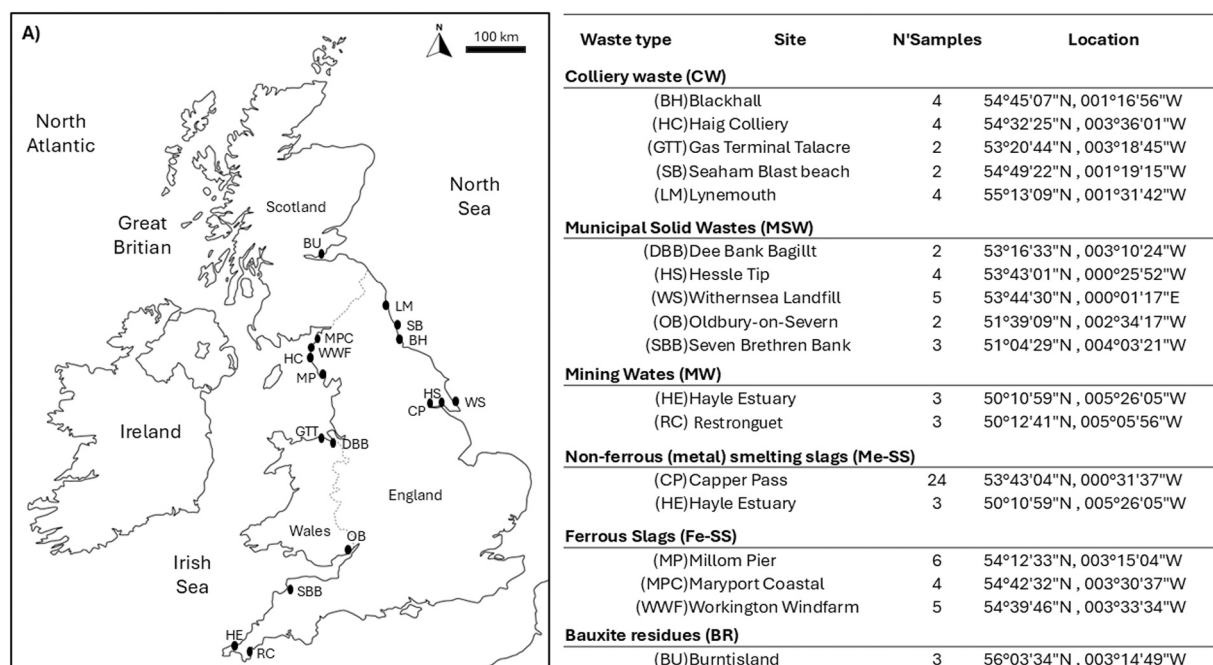 A)
N
100 km
North
Atlantic
North
Sea
Scotland
Great
Britian
BU
LM
SB
BH
MPC
WWF
HC
MP
HS
CP
WS
Ireland
GTT
DBB
England
Wales
OB
Irish
Sea
SBB
HE
RC
Waste type Site N'Samples Location
Colliery waste (CW)
(BH)Blackhall 4 54°45'07"N, 001°16'56"W
(HC)Haig Colliery 4 54°32'25"N , 003°36'01"W
(GTT)Gas Terminal Talacre 2 53°20'44"N , 003°18'45"W
(SB)Seaham Blast beach 2 54°49'22"N , 001°19'15"W
(LM)Lynemouth 4 55°13'09"N , 001°31'42"W
Municipal Solid Wastes (MSW)
(DBB)Dee Bank Bagillt 2 53°16'33"N , 003°10'24"W
(HS)Hessle Tip 4 53°43'01"N , 000°25'52"W
(WS)Withernsea Landfill 5 53°44'30"N , 000°01'17"E
(OB)Oldbury-on-Severn 2 51°39'09"N , 002°34'17"W
(SBB)Seven Brethren Bank 3 51°04'29"N , 004°03'21"W
Mining Wates (MW)
(HE)Hayle Estuary 3 50°10'59"N , 005°26'05"W
(RC) Restronguet 3 50°12'41"N , 005°05'56"W
Non-ferrous (metal) smelting slags (Me-SS)
(CP)Capper Pass 24 53°43'04"N, 000°31'37"W
(HE)Hayle Estuary 3 50°10'59"N , 005°26'05"W
Ferrous Slags (Fe-SS)
(MP)Millom Pier 6 54°12'33"N, 003°15'04"W
(MPC)Maryport Coastal 4 54°42'32"N , 003°30'37"W
(WWF)Workington Windfarm 5 54°39'46"N , 003°33'34"W
Bauxite residues (BR)
(BU)Burntisland 3 56°03'34"N , 003°14'49"W